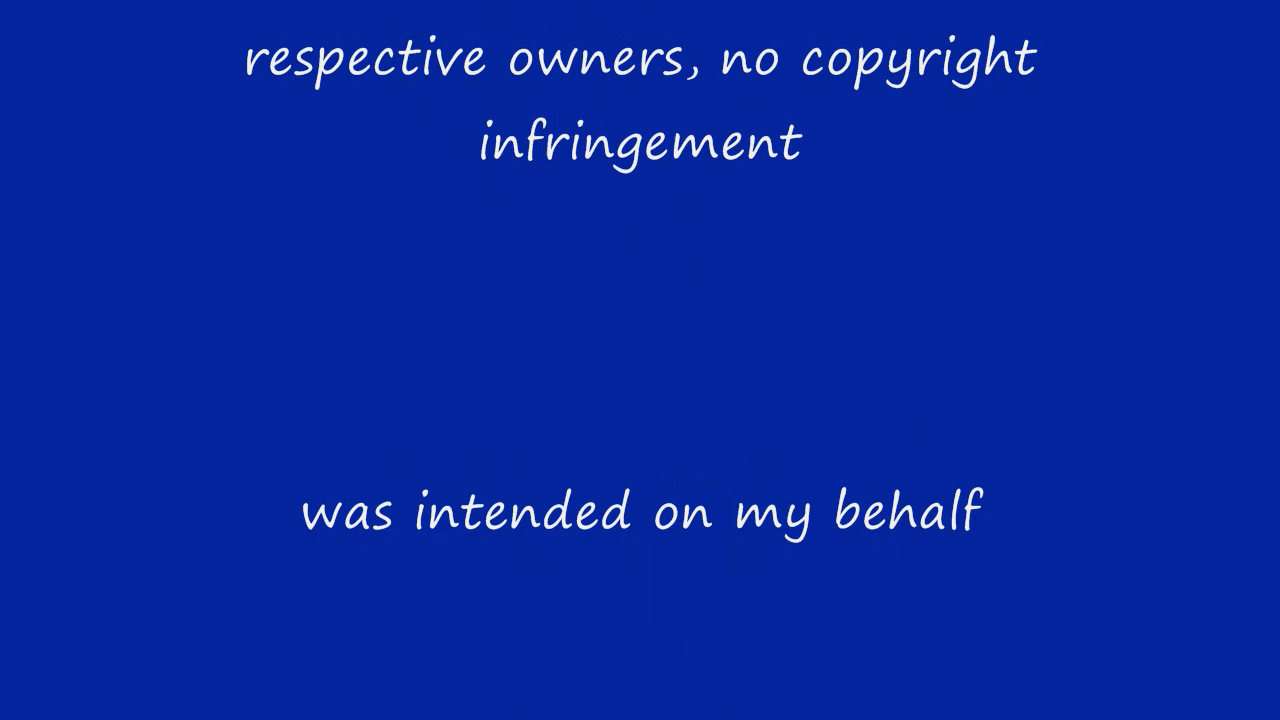 respective owners, no copyright
infringement
was intended on my behalf